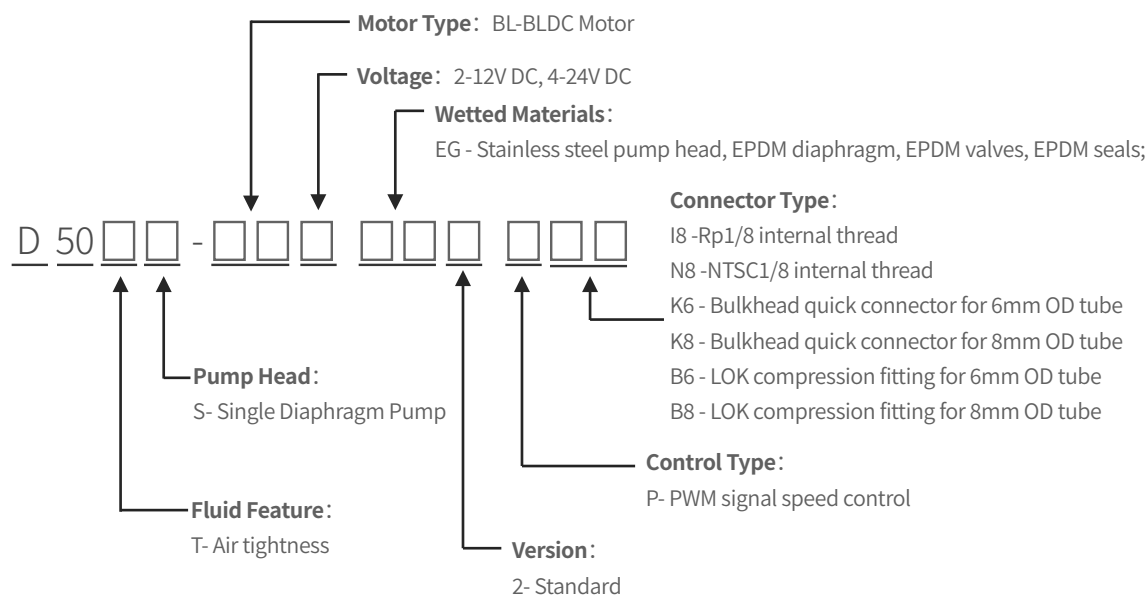 Motor Type：BL-BLDC Motor
Voltage：2-12V DC, 4-24V DC
Wetted Materials：
EG - Stainless steel pump head, EPDM diaphragm, EPDM valves, EPDM seals;
Connector Type：
I8 -Rp1/8 internal thread
N8 -NTSC1/8 internal thread
K6 - Bulkhead quick connector for 6mm OD tube
K8 - Bulkhead quick connector for 8mm OD tube
B6 - LOK compression fitting for 6mm OD tube
B8 - LOK compression fitting for 8mm OD tube
D 50□□ - □□□ □□□ □□□
Pump Head：
S- Single Diaphragm Pump
Control Type：
P- PWM signal speed control
Fluid Feature：
T- Air tightness
Version：
2- Standard